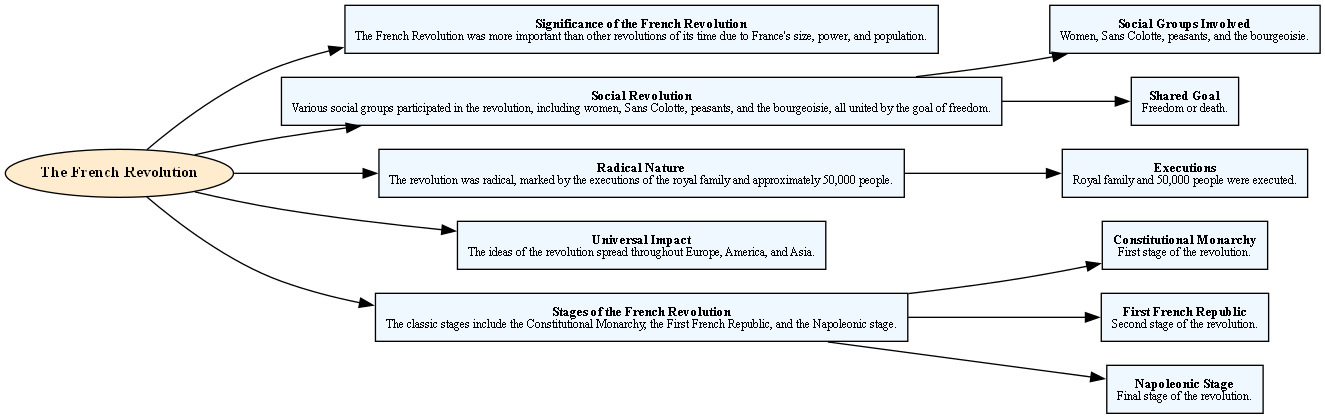 The French Revolution
Significance of the French Revolution
The French Revolution was more important than other revolutions of its time due to France's size, power, and population.
Social Revolution
Various social groups participated in the revolution, including women, Sans Colotte, peasants, and the bourgeoisie, all united by the goal of freedom.
Social Groups Involved
Women, Sans Colotte, peasants, and the bourgeoisie.
Shared Goal
Freedom or death.
Radical Nature
The revolution was radical, marked by the executions of the royal family and approximately 50,000 people.
Executions
Royal family and 50,000 people were executed.
Universal Impact
The ideas of the revolution spread throughout Europe, America, and Asia.
Stages of the French Revolution
The classic stages include the Constitutional Monarchy, the First French Republic, and the Napoleonic stage.
Constitutional Monarchy
First stage of the revolution.
First French Republic
Second stage of the revolution.
Napoleonic Stage
Final stage of the revolution.